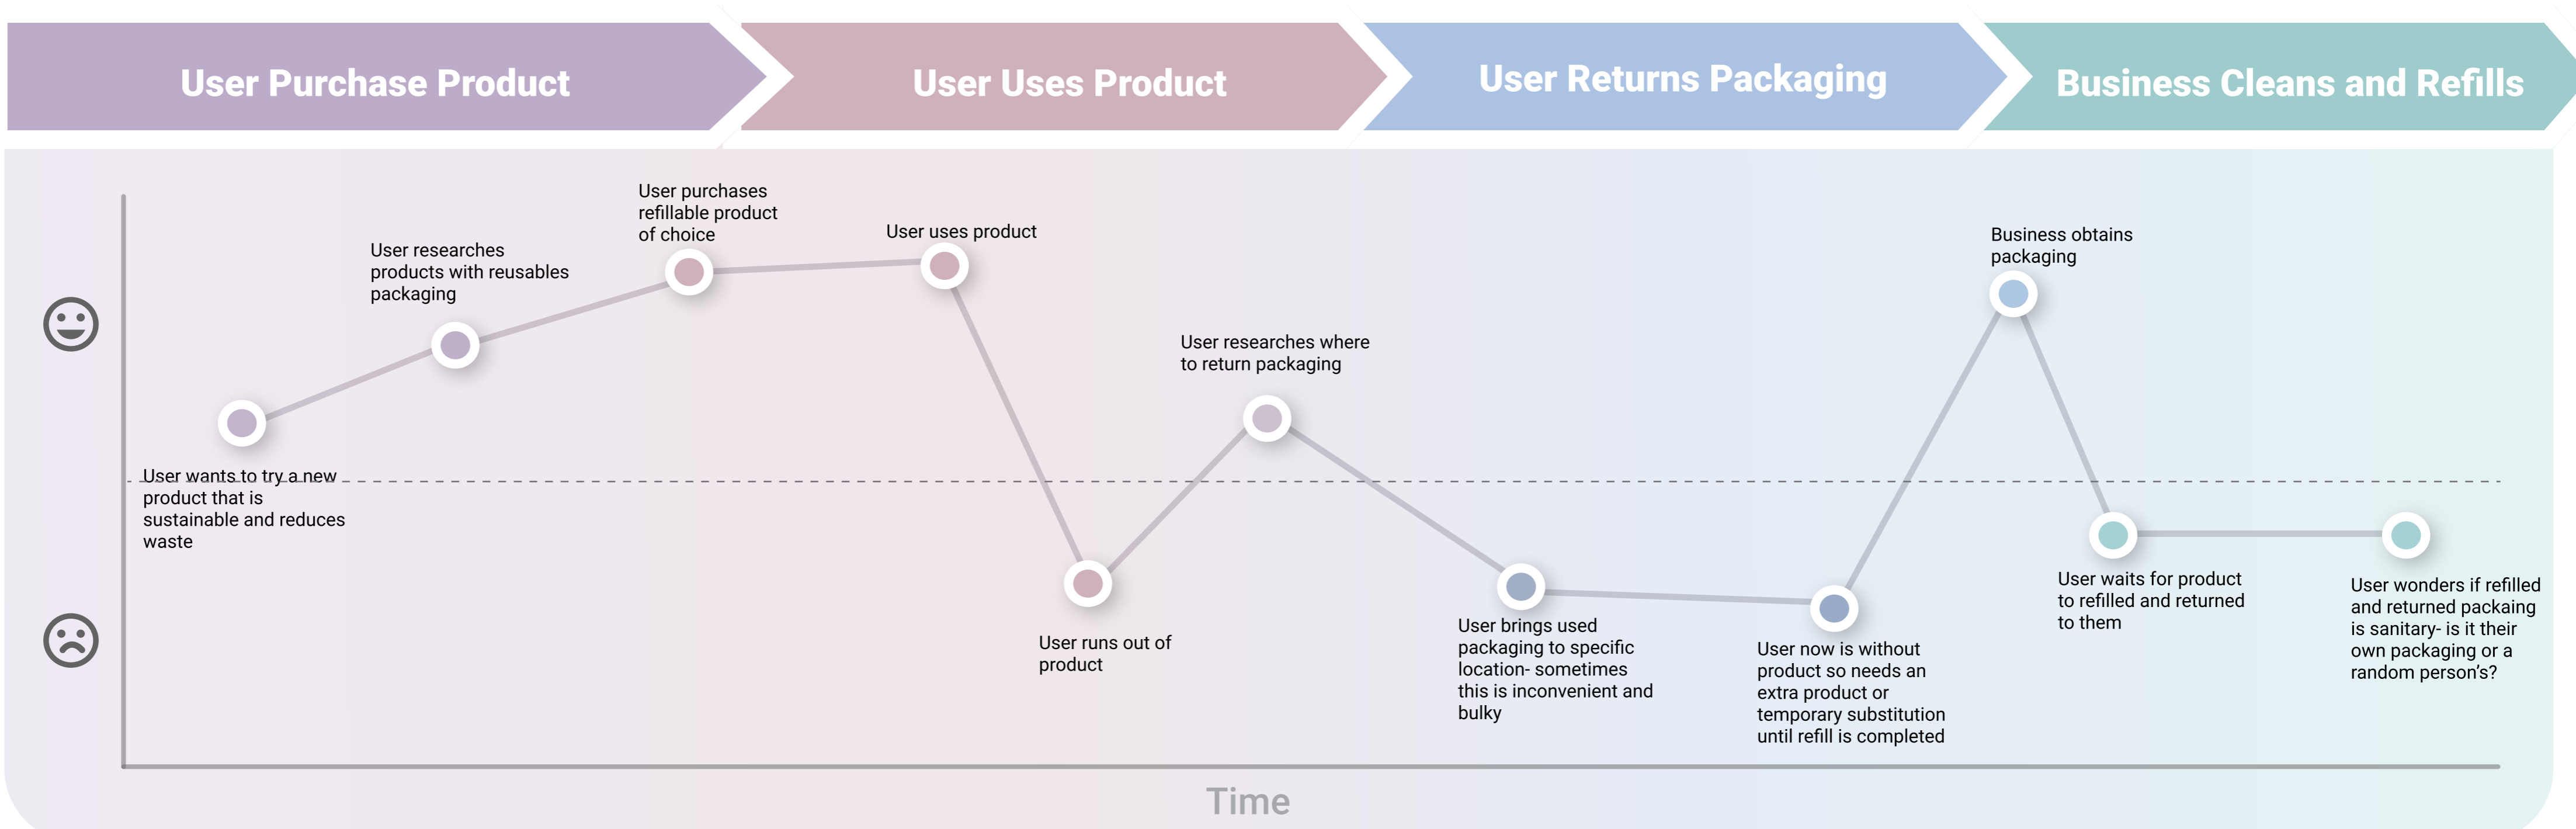 User Purchase Product
User Uses Product
User Returns Packaging
Business Cleans and Refills
User wants to try a new
product that is
sustainable and reduces
waste
User researches
products with reusables
packaging
User purchases
refillable product
of choice
User uses product
User runs out of
product
User researches where
to return packaging
User brings used
packaging to specific
location- sometimes
this is inconvenient and
bulky
User now is without
product so needs an
extra product or
temporary substitution
until refill is completed
Business obtains
packaging
User waits for product
to refilled and returned
to them
User wonders if refilled
and returned packaing
is sanitary- is it their
own packaging or a
random person's?
Time